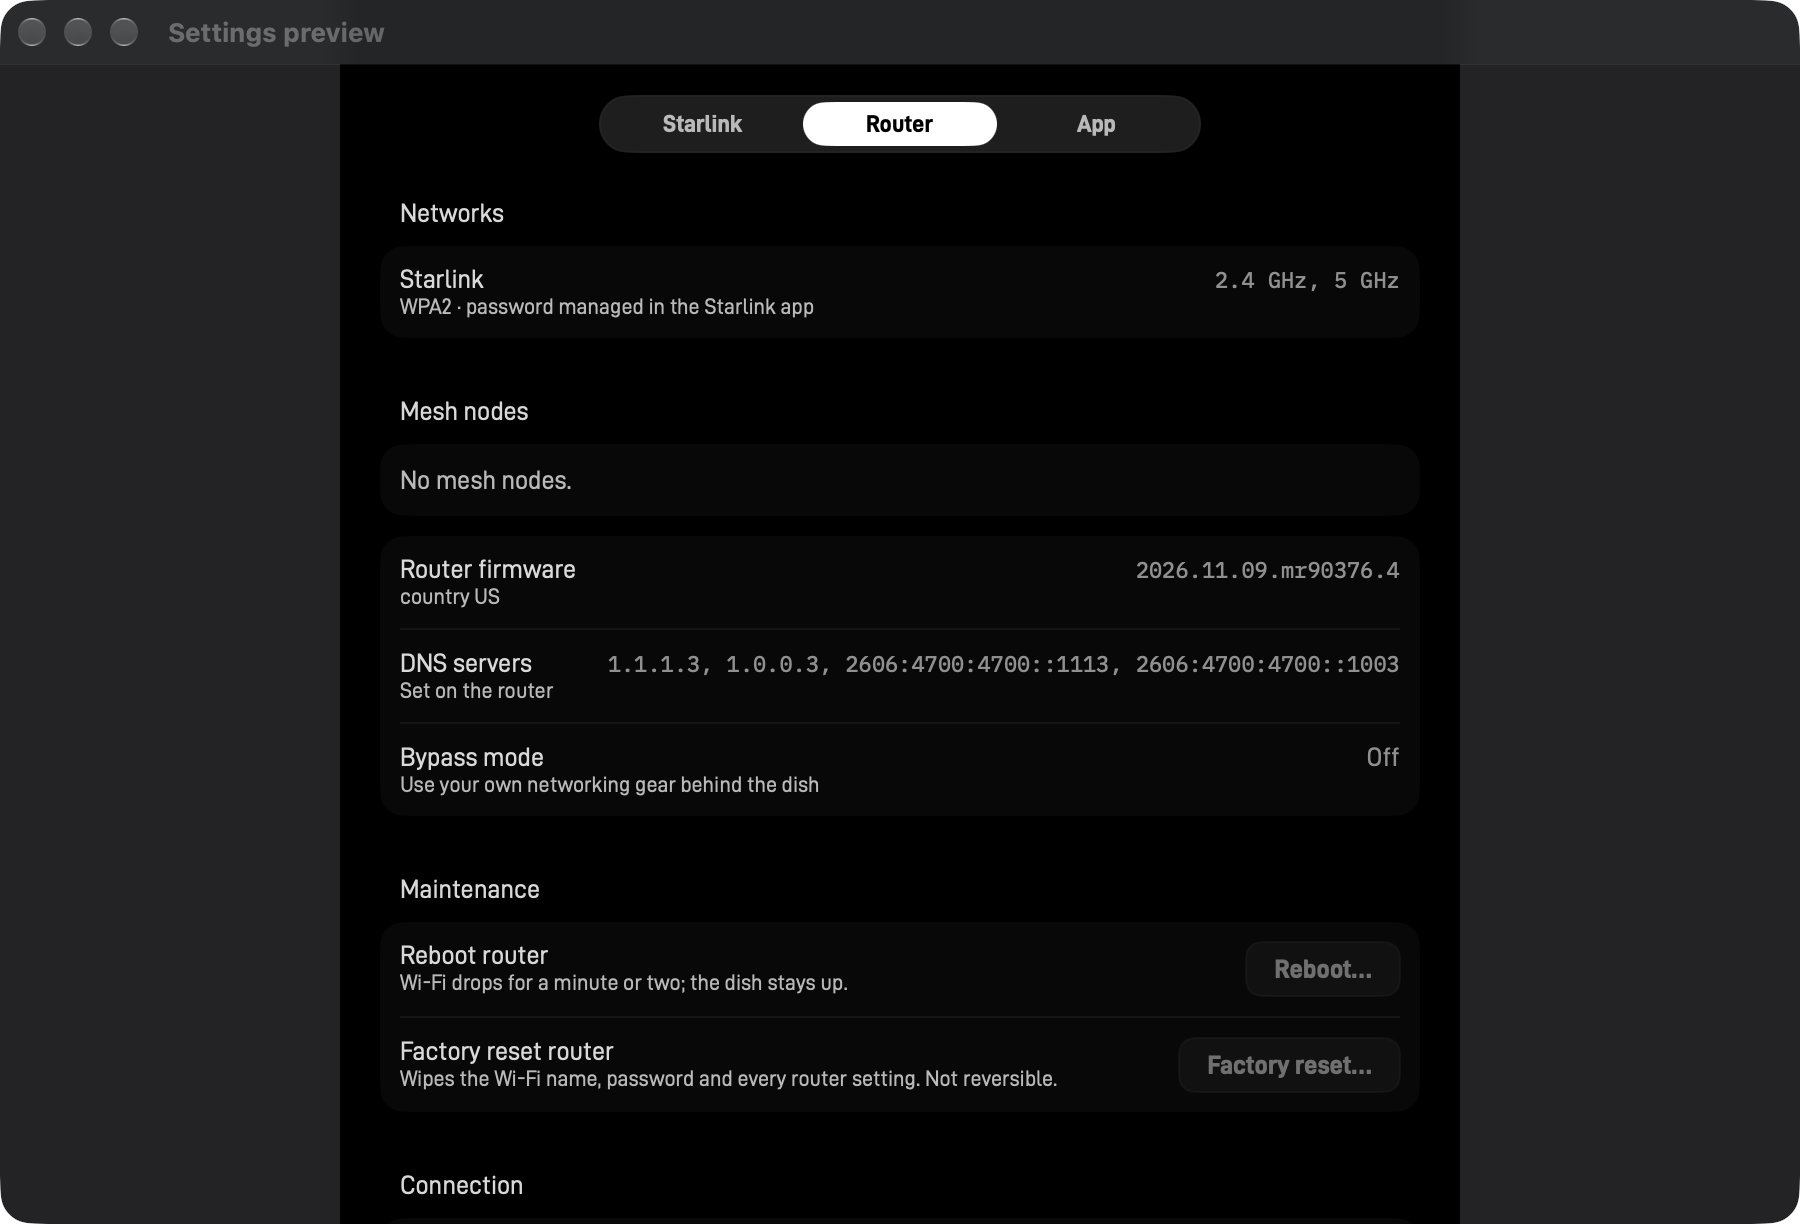 Settings preview
Starlink
Router
App
Networks
Starlink
2.4 GHz, 5 GHz
WPA2 · password managed in the Starlink app
Mesh nodes
No mesh nodes.
Router firmware
2026.11.09.mr90376.4
country US
DNS servers
1.1.1.3, 1.0.0.3, 2606:4700:4700::1113, 2606:4700:4700::1003
Set on the router
Bypass mode
Off
Use your own networking gear behind the dish
Maintenance
Reboot router
Wi-Fi drops for a minute or two; the dish stays up.
Reboot...
Factory reset router
Wipes the Wi-Fi name, password and every router setting. Not reversible.
Factory reset...
Connection